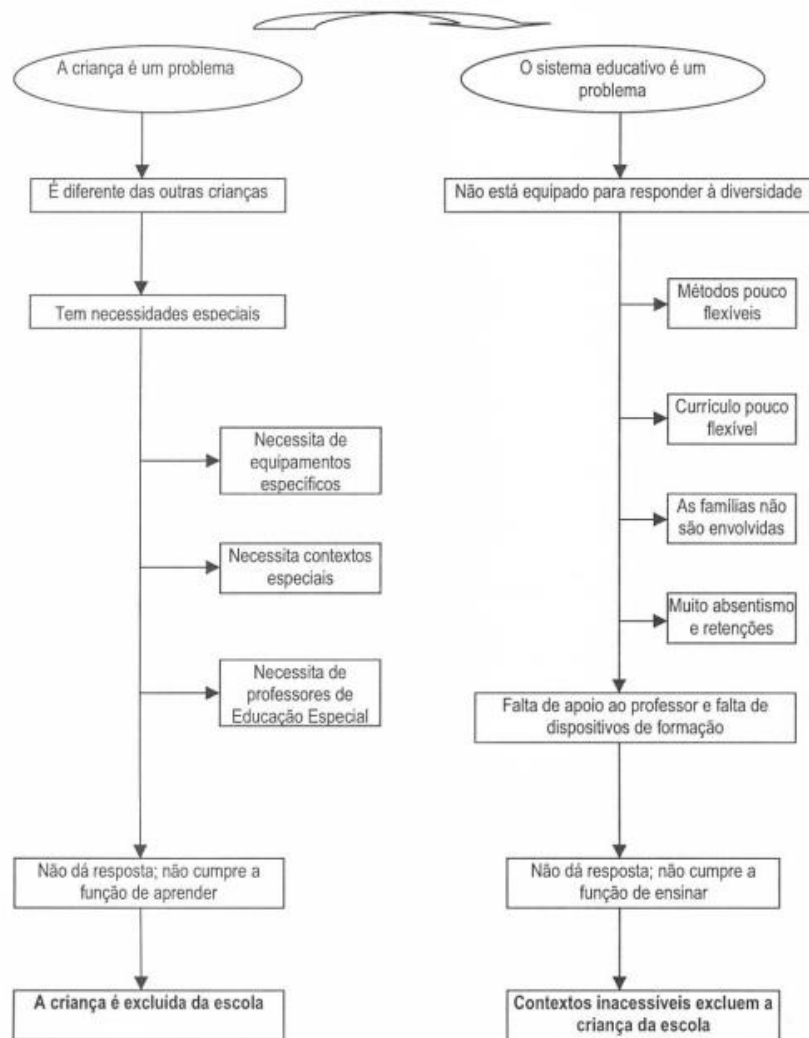 A criança é um problema
É diferente das outras crianças
Tem necessidades especiais
Necessita de
equipamentos
específicos
Necessita contextos
especiais
Necessita de
professores de
Educação Especial
Não dá resposta; não cumpre a
função de aprender
A criança é excluída da escola
O sistema educativo é um
problema
Não está equipado para responder à diversidade
Métodos pouco
flexíveis
Currículo pouco
flexível
As famílias não
são envolvidas
Muito absentismo
e retenções
Falta de apoio ao professor e falta de
dispositivos de formação
Não dá resposta; não cumpre a
função de ensinar
Contextos inacessíveis excluem a
criança da escola